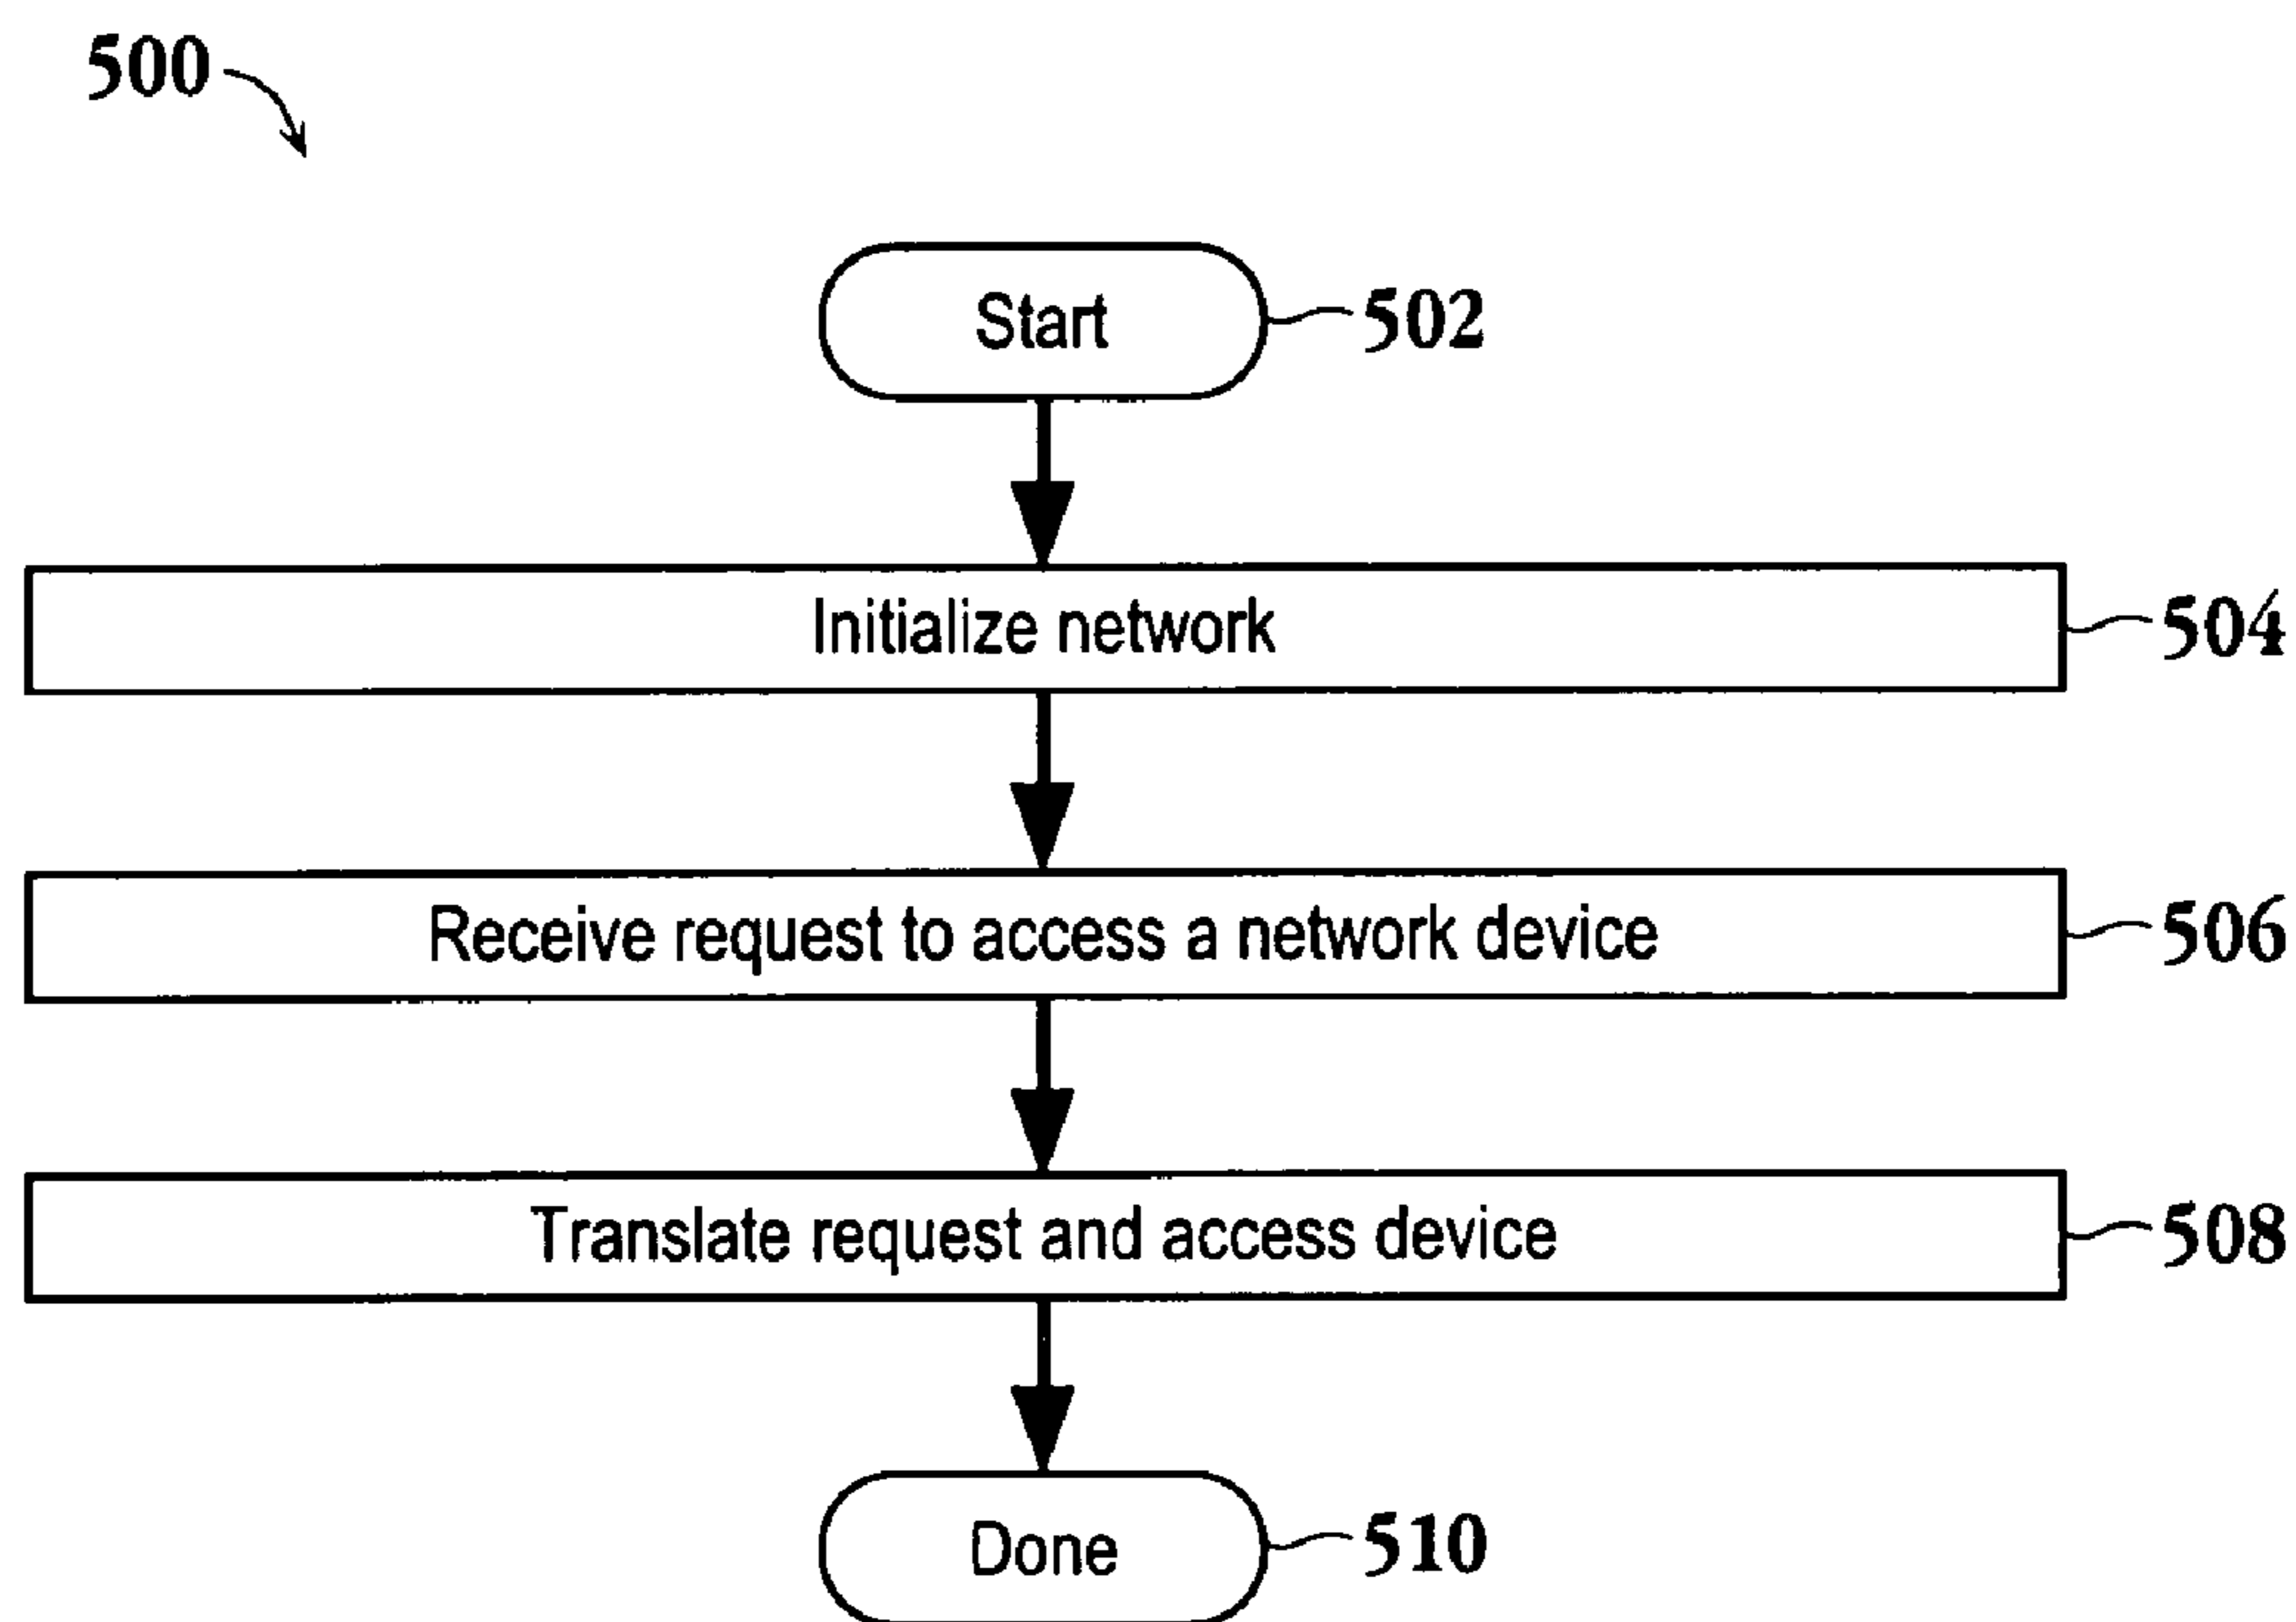 500
Start
502
Initialize network
504
Receive request to access a network device
506
Translate request and access device
508
Done
510